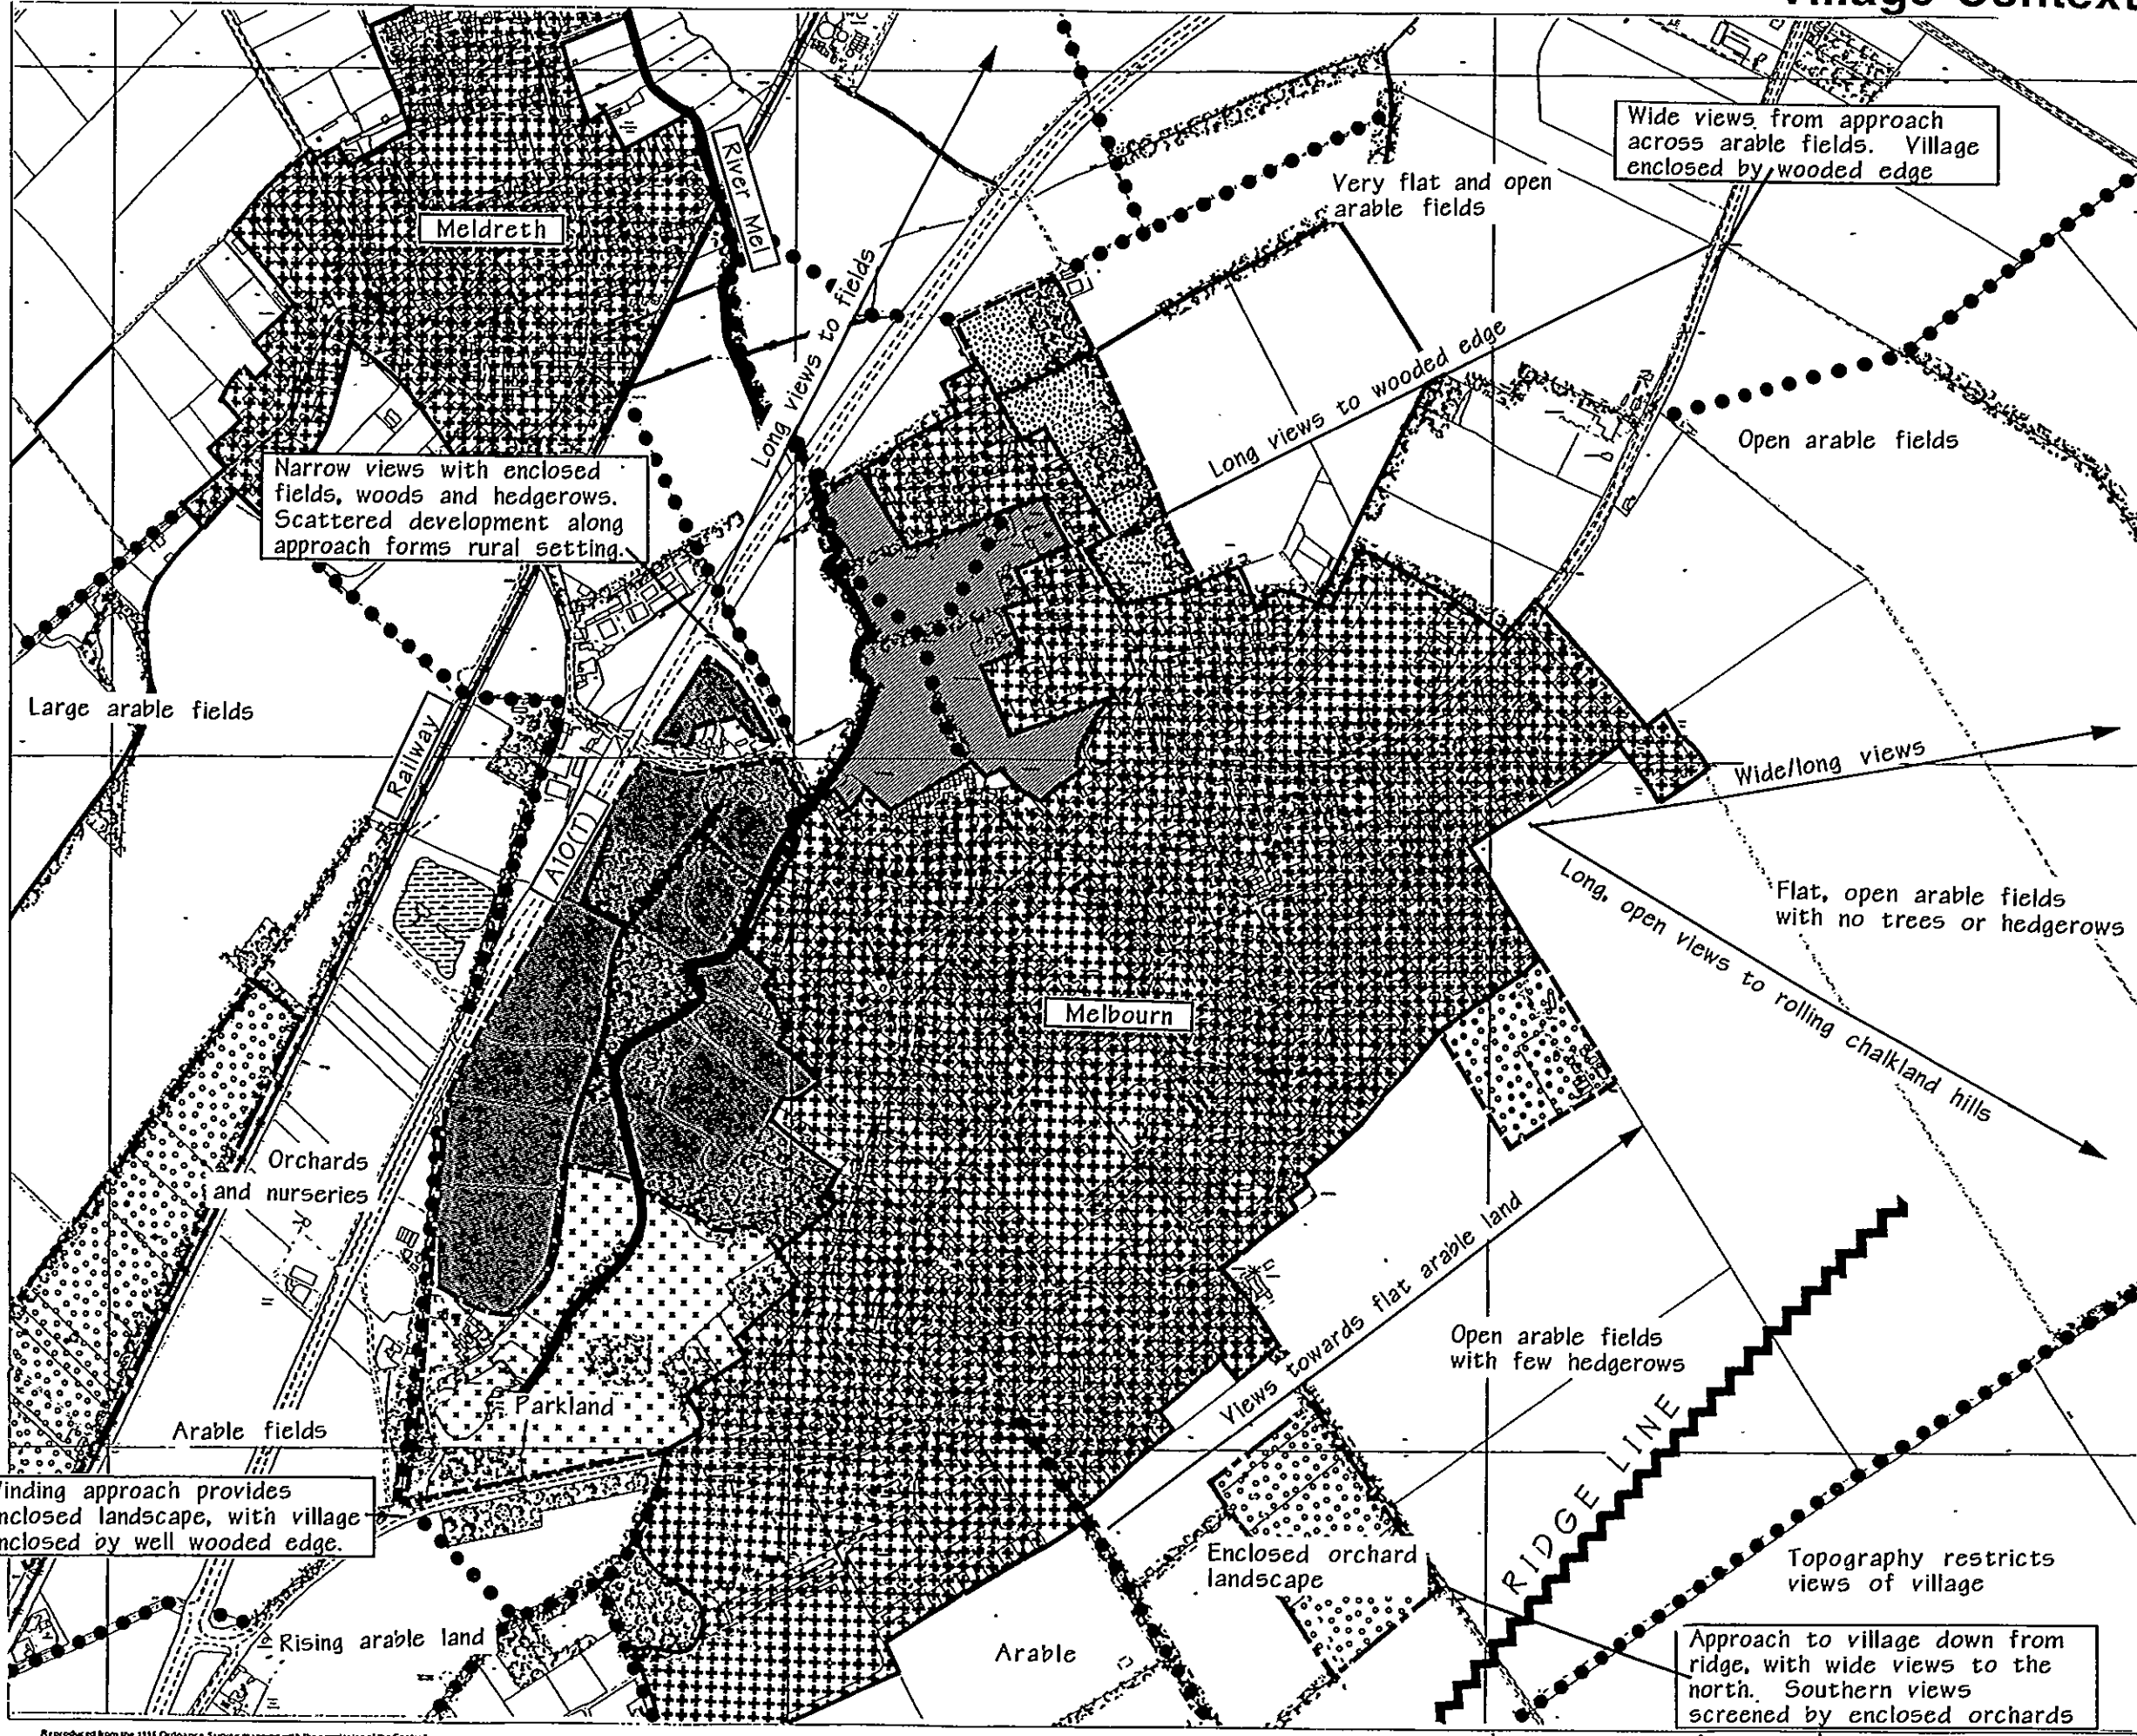 Village Context
Wide views from approach
across arable fields. Village
enclosed by wooded edge
River Mel
Very flat and open
arable fields
Meldreth
Long views to fields
Long views to wooded edge
Open arable fields
Narrow views with enclosed
fields, woods and hedgerows.
Scattered development along
approach forms rural setting.
Large arable fields
Railway
A10(T)
Wide/long views
Flat, open arable fields
with no trees or hedgerows
Long, open views to rolling chalkland hills
Melbourn
Orchards
and nurseries
Views towards flat arable land
Open arable fields
with few hedgerows
Parkland
Arable fields
RIDGE LINE
inding approach provides
nclosed landscape, with village
nclosed by well wooded edge.
Enclosed orchard
landscape
Topography restricts
views of village
Rising arable land
Arable
Approach to village down from
ridge, with wide views to the
north. Southern views
screened by enclosed orchards